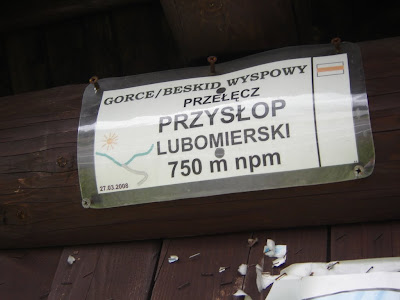 GORCE/BESKID WYSPOWY
PRZEŁĘCZ
PRZYSŁOP
LUBOMIERSKI
750 m npm
27.03.2008